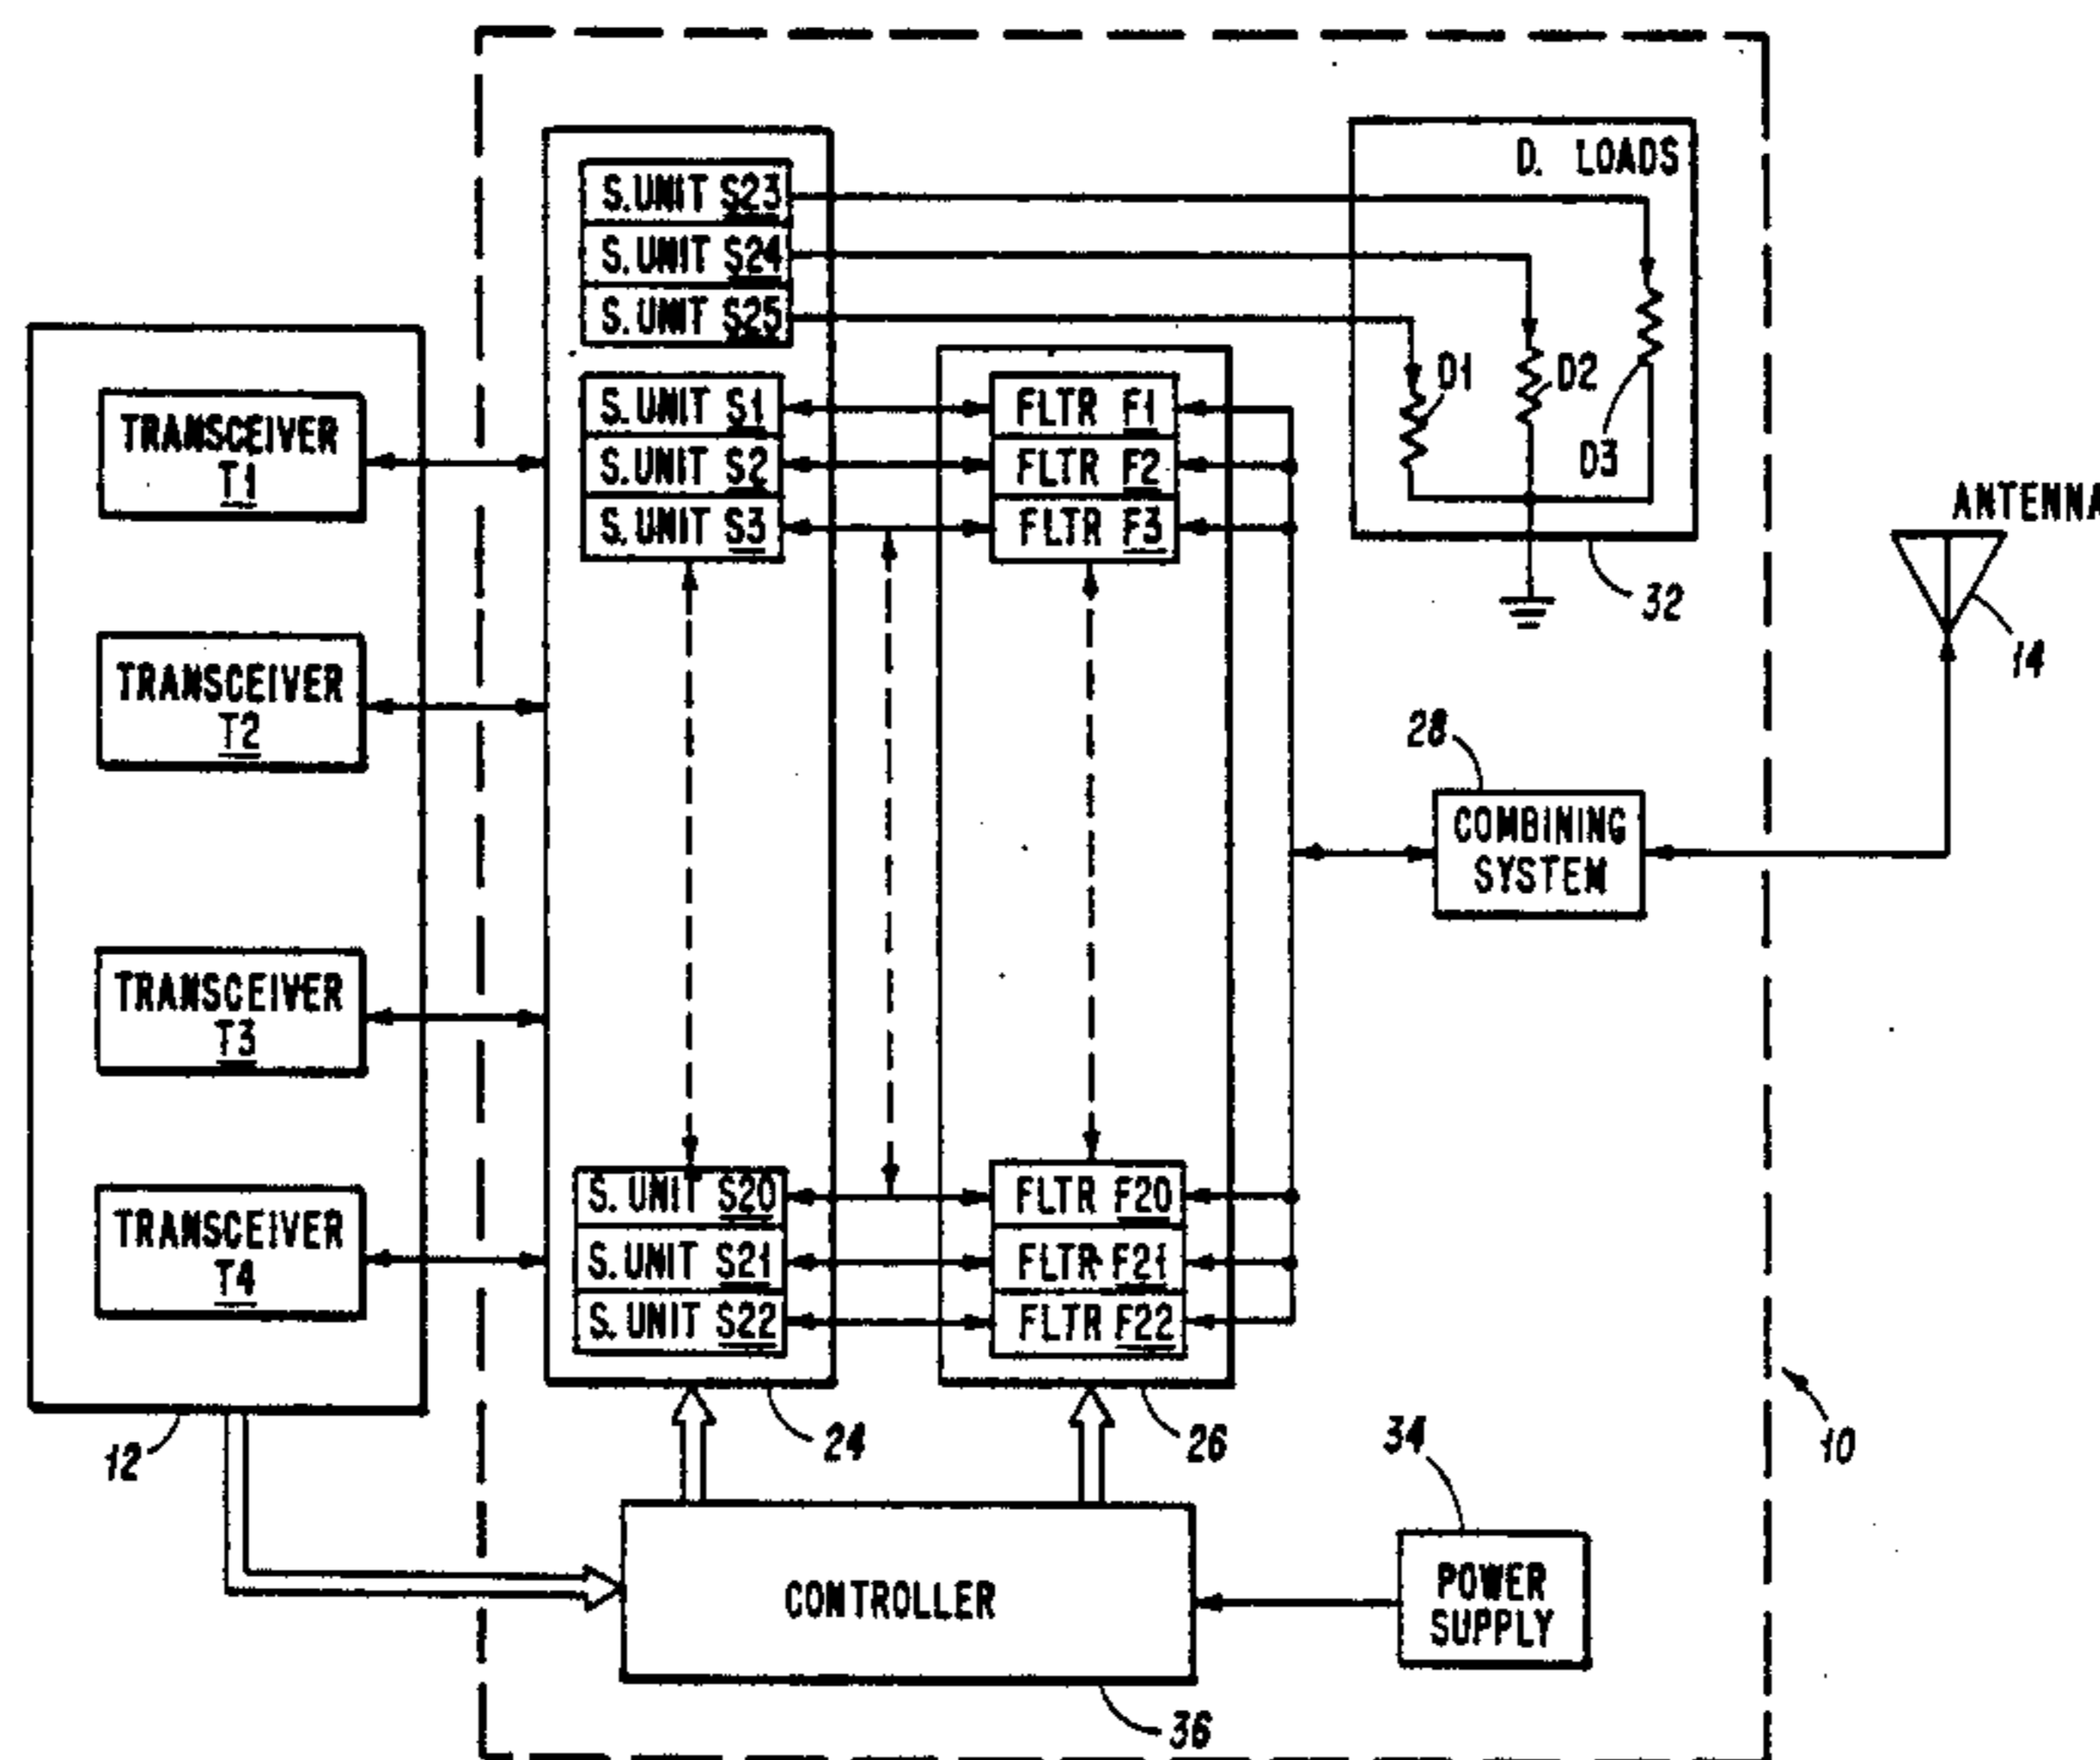 D. LOADS
S.UNIT S23
S.UNIT S24
S.UNIT S25
D1
D2
D3
S.UNIT S1
S.UNIT S2
S.UNIT S3
FLTR F1
FLTR F2
FLTR F3
TRANSCEIVER
T1
TRANSCEIVER
T2
TRANSCEIVER
T3
TRANSCEIVER
T4
ANTENNA
32
14
28
COMBINING
SYSTEM
S. UNIT S20
S. UNIT S21
S. UNIT S22
FLTR F20
FLTR F21
FLTR F22
12
24
26
34
10
CONTROLLER
POWER
SUPPLY
36